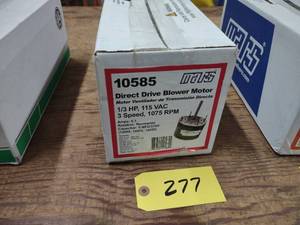 MARS
10585
MARS
Direct Drive Blower Motor
Motor Ventilador de Transmisión Directa
1/3 HP, 115 VAC
3 Speed, 1075 RPM
277